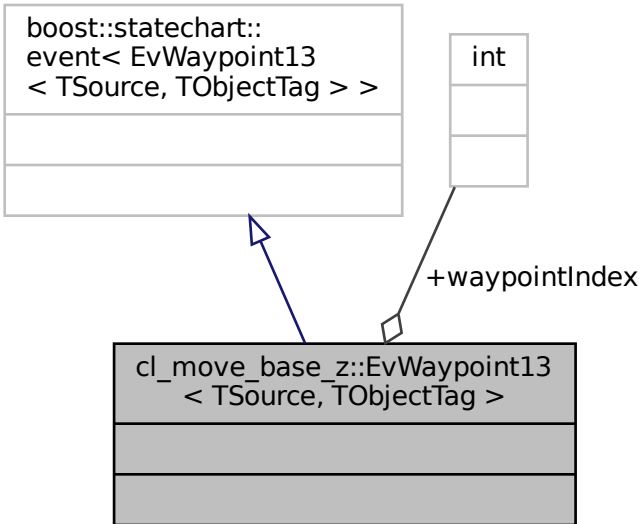 boost::statechart::
event< EvWaypoint13
< TSource, TObjectTag > >
int
+waypointIndex
cl_move_base_z::EvWaypoint13
< TSource, TObjectTag >